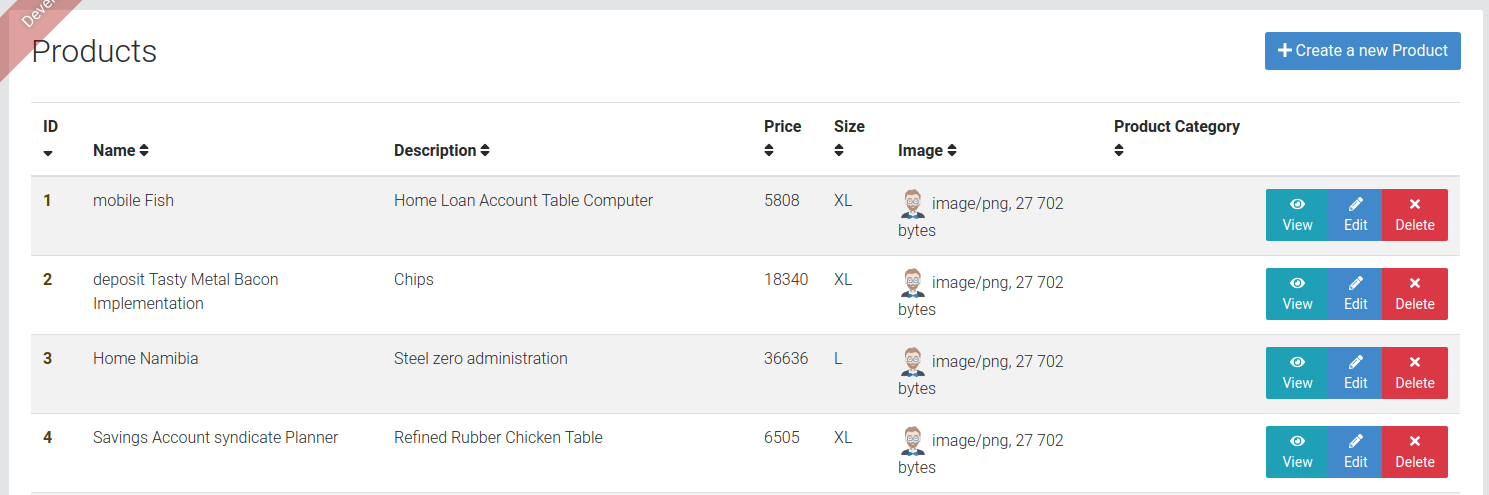 Products
Create a new Product
ID Name Description Price Size Image Product Category
1 mobile Fish Home Loan Account Table Computer 5808 XL image/png, 27 702 bytes View Edit Delete
2 deposit Tasty Metal Bacon Implementation Chips 18340 XL image/png, 27 702 bytes View Edit Delete
3 Home Namibia Steel zero administration 36636 L image/png, 27 702 bytes View Edit Delete
4 Savings Account syndicate Planner Refined Rubber Chicken Table 6505 XL image/png, 27 702 bytes View Edit Delete